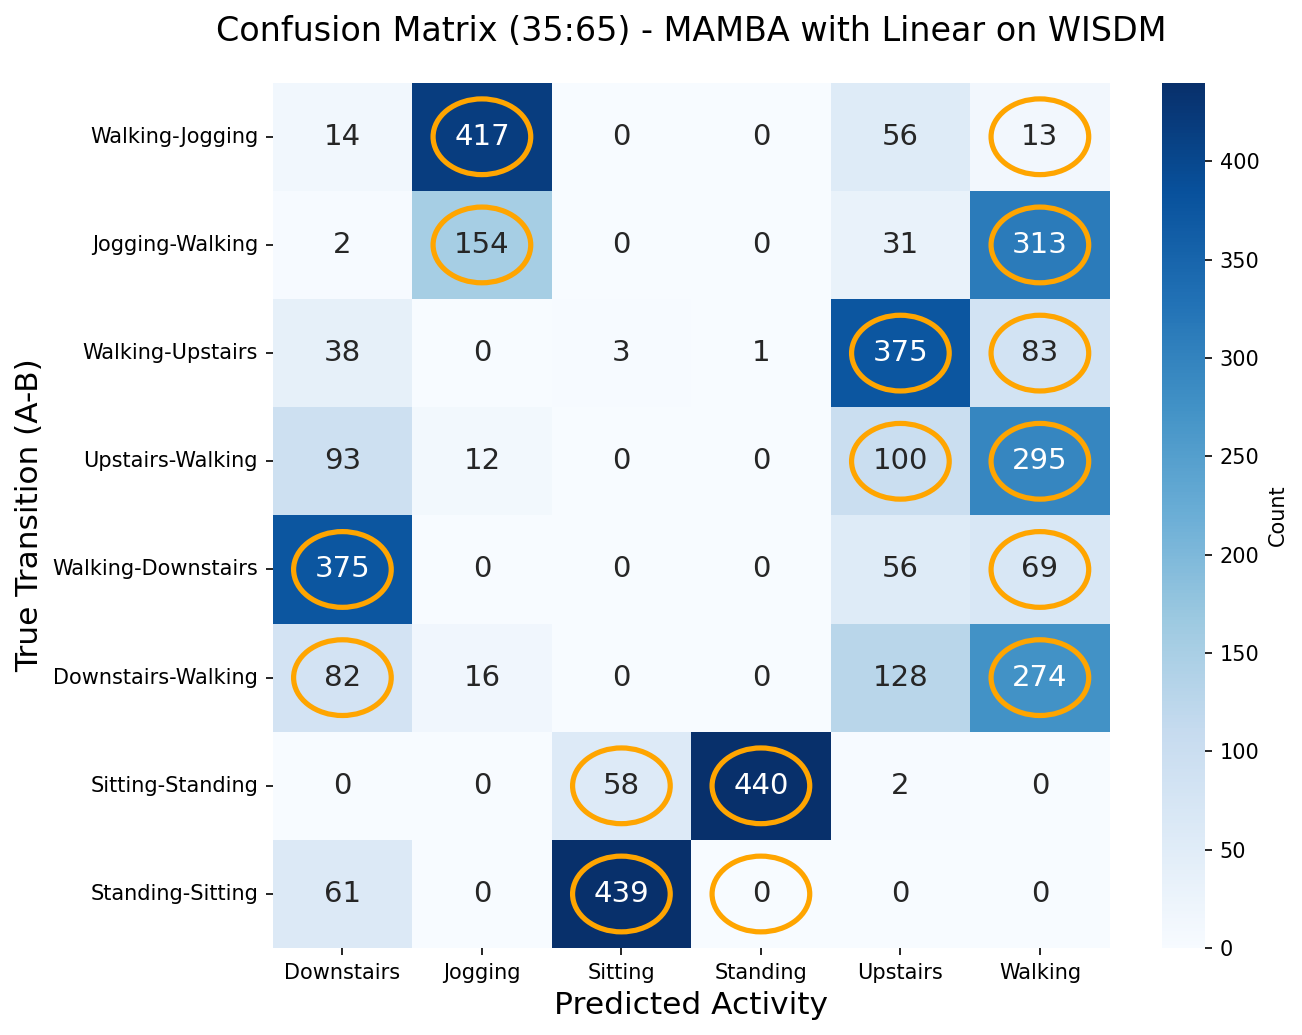 Confusion Matrix (35:65) - MAMBA with Linear on WISDM
True Transition (A-B)
Walking-Jogging 14 417 0 0 56 13
Jogging-Walking 2 154 0 0 31 313
Walking-Upstairs 38 0 3 1 375 83
Upstairs-Walking 93 12 0 0 100 295
Walking-Downstairs 375 0 0 0 56 69
Downstairs-Walking 82 16 0 0 128 274
Sitting-Standing 0 0 58 440 2 0
Standing-Sitting 61 0 439 0 0 0
Downstairs Jogging Sitting Standing Upstairs Walking
Predicted Activity
400
350
300
250
200
150
100
50
0
Count